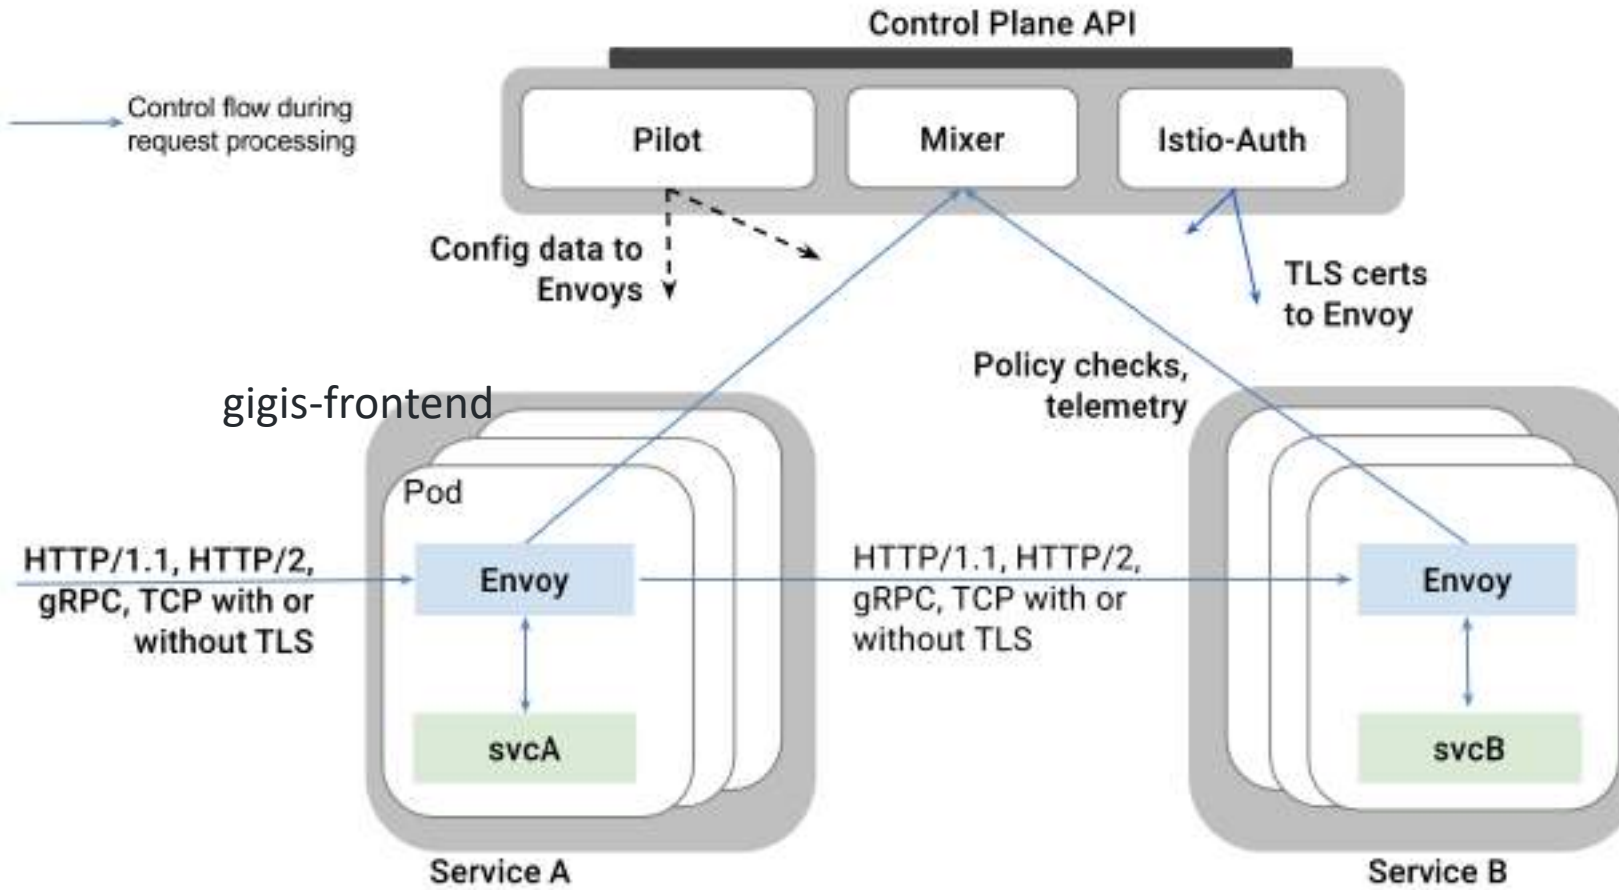 Control Plane API
Control flow during
request processing
Pilot
Mixer
Istio-Auth
Config data to
Envoys
TLS certs
to Envoy
Policy checks,
telemetry
gigis-frontend
Pod
HTTP/1.1, HTTP/2,
gRPC, TCP with or
without TLS
Envoy
HTTP/1.1, HTTP/2,
gRPC, TCP with or
without TLS
Envoy
svcA
svcB
Service A
Service B